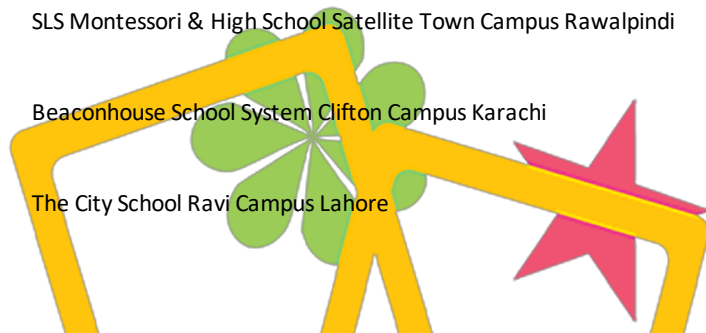 SLS Montessori & High School Satellite Town Campus Rawalpindi
Beaconhouse School System Clifton Campus Karachi
The City School Ravi Campus Lahore